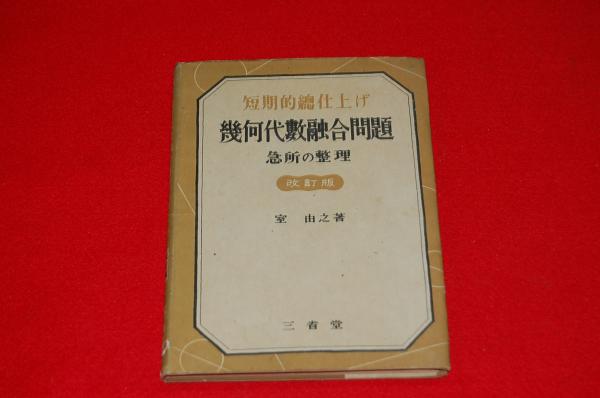 短期的總仕上げ
幾何代數融合問題
急所の整理
改訂版
室 由之著
三省堂